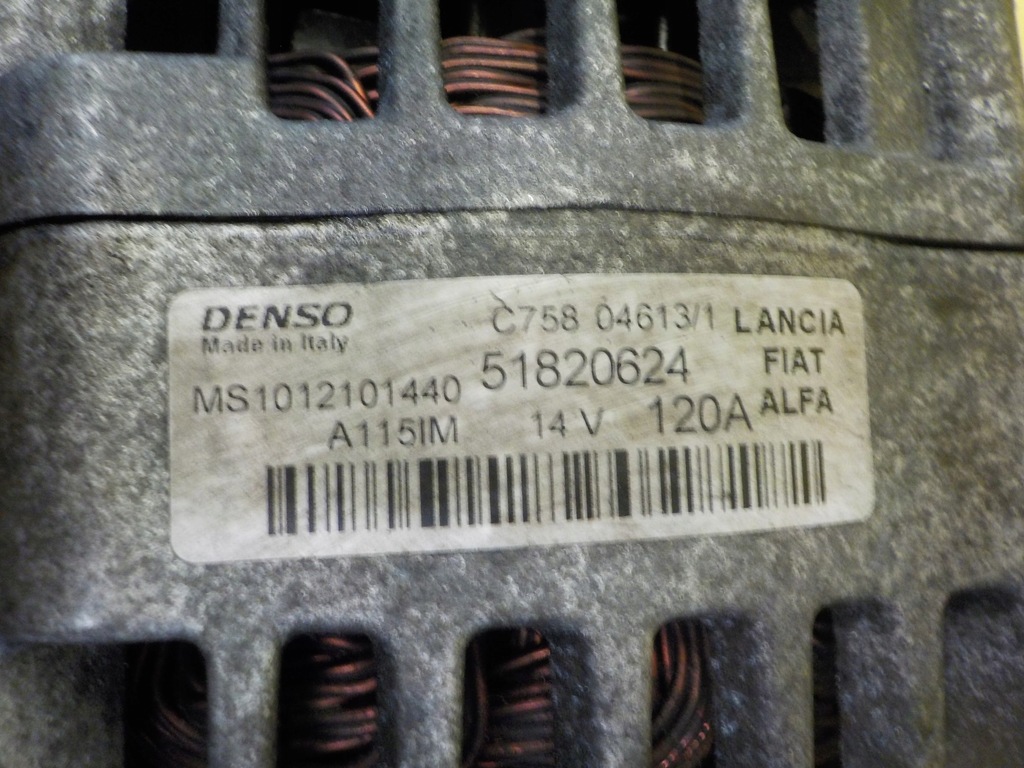 DENSO
Made in Italy
C758 04613/1
LANCIA
51820624
FIAT
MS1012101440
ALFA
A115IM 14 V 120A